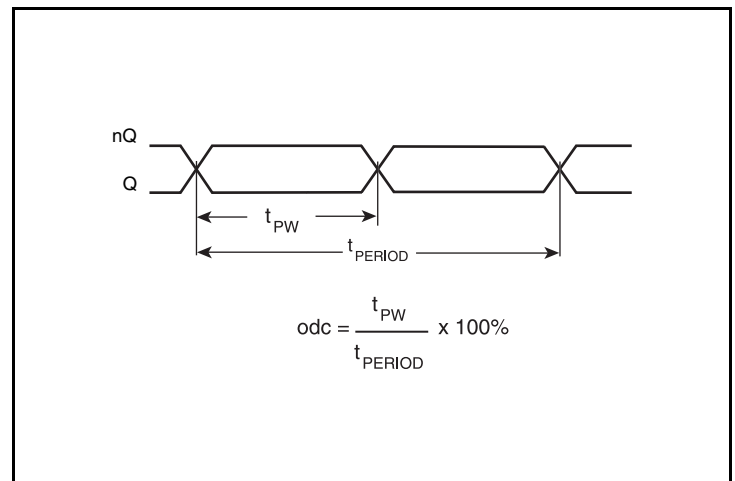 nQ
Q
tPW
tPERIOD
odc = tPW / tPERIOD x 100%